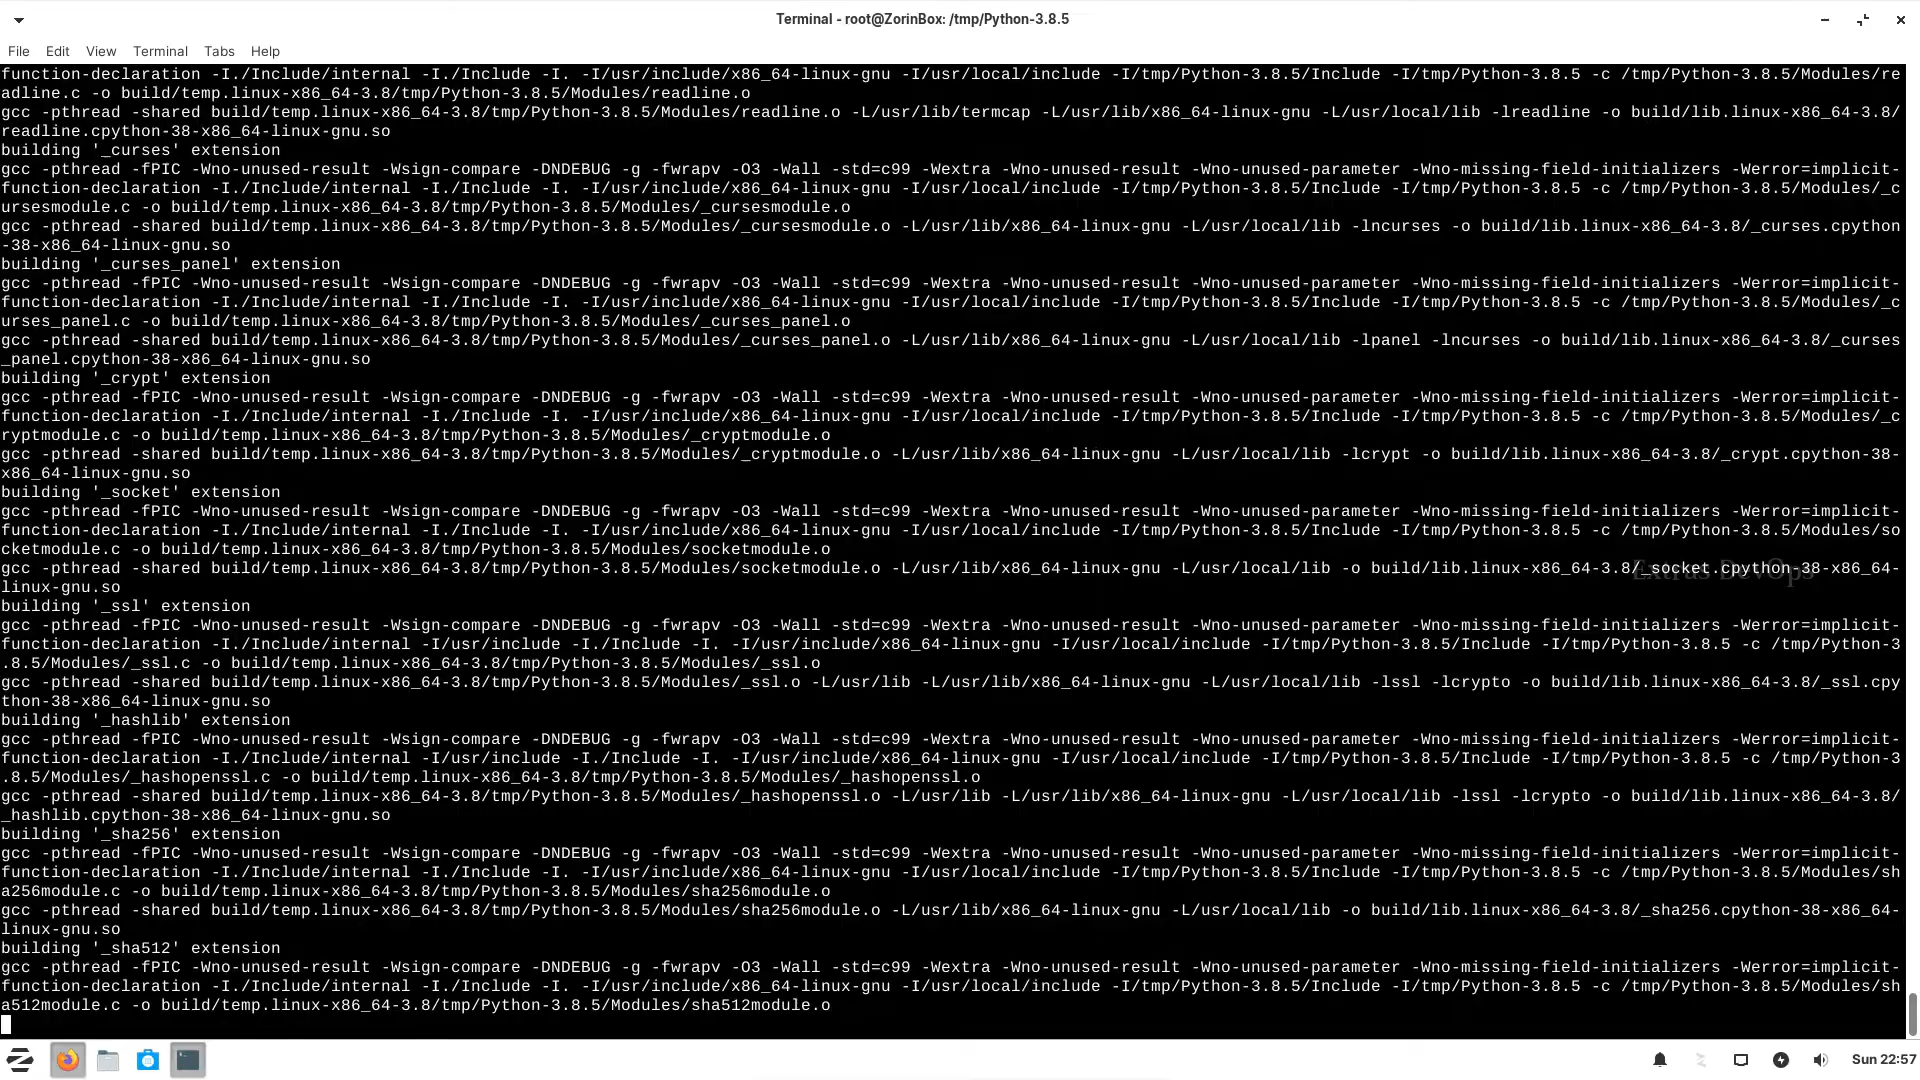 Terminal - root@ZorinBox: /tmp/Python-3.8.5
File Edit View Terminal Tabs Help
function-declaration -I./Include/internal -I./Include -I. -I/usr/include/x86_64-linux-gnu -I/usr/local/include -I/tmp/Python-3.8.5/Include -I/tmp/Python-3.8.5 -c /tmp/Python-3.8.5/Modules/re
adline.c -o build/temp.linux-x86_64-3.8/tmp/Python-3.8.5/Modules/readline.o
gcc -pthread -shared build/temp.linux-x86_64-3.8/tmp/Python-3.8.5/Modules/readline.o -L/usr/lib/termcap -L/usr/lib/x86_64-linux-gnu -L/usr/local/lib -lreadline -o build/lib.linux-x86_64-3.8/
readline.cpython-38-x86_64-linux-gnu.so
building '_curses' extension
gcc -pthread -fPIC -Wno-unused-result -Wsign-compare -DNDEBUG -g -fwrapv -O3 -Wall -std=c99 -Wextra -Wno-unused-result -Wno-unused-parameter -Wno-missing-field-initializers -Werror=implicit-
function-declaration -I./Include/internal -I./Include -I. -I/usr/include/x86_64-linux-gnu -I/usr/local/include -I/tmp/Python-3.8.5/Include -I/tmp/Python-3.8.5 -c /tmp/Python-3.8.5/Modules/_c
ursesmodule.c -o build/temp.linux-x86_64-3.8/tmp/Python-3.8.5/Modules/_cursesmodule.o
gcc -pthread -shared build/temp.linux-x86_64-3.8/tmp/Python-3.8.5/Modules/_cursesmodule.o -L/usr/lib/x86_64-linux-gnu -L/usr/local/lib -lncurses -o build/lib.linux-x86_64-3.8/_curses.cpython
-38-x86_64-linux-gnu.so
building '_curses_panel' extension
gcc -pthread -fPIC -Wno-unused-result -Wsign-compare -DNDEBUG -g -fwrapv -O3 -Wall -std=c99 -Wextra -Wno-unused-result -Wno-unused-parameter -Wno-missing-field-initializers -Werror=implicit-
function-declaration -I./Include/internal -I./Include -I. -I/usr/include/x86_64-linux-gnu -I/usr/local/include -I/tmp/Python-3.8.5/Include -I/tmp/Python-3.8.5 -c /tmp/Python-3.8.5/Modules/_c
urses_panel.c -o build/temp.linux-x86_64-3.8/tmp/Python-3.8.5/Modules/_curses_panel.o
gcc -pthread -shared build/temp.linux-x86_64-3.8/tmp/Python-3.8.5/Modules/_curses_panel.o -L/usr/lib/x86_64-linux-gnu -L/usr/local/lib -lpanel -lncurses -o build/lib.linux-x86_64-3.8/_curses
_panel.cpython-38-x86_64-linux-gnu.so
building '_crypt' extension
gcc -pthread -fPIC -Wno-unused-result -Wsign-compare -DNDEBUG -g -fwrapv -O3 -Wall -std=c99 -Wextra -Wno-unused-result -Wno-unused-parameter -Wno-missing-field-initializers -Werror=implicit-
function-declaration -I./Include/internal -I./Include -I. -I/usr/include/x86_64-linux-gnu -I/usr/local/include -I/tmp/Python-3.8.5/Include -I/tmp/Python-3.8.5 -c /tmp/Python-3.8.5/Modules/_c
ryptmodule.c -o build/temp.linux-x86_64-3.8/tmp/Python-3.8.5/Modules/_cryptmodule.o
gcc -pthread -shared build/temp.linux-x86_64-3.8/tmp/Python-3.8.5/Modules/_cryptmodule.o -L/usr/lib/x86_64-linux-gnu -L/usr/local/lib -lcrypt -o build/lib.linux-x86_64-3.8/_crypt.cpython-38-
x86_64-linux-gnu.so
building '_socket' extension
gcc -pthread -fPIC -Wno-unused-result -Wsign-compare -DNDEBUG -g -fwrapv -O3 -Wall -std=c99 -Wextra -Wno-unused-result -Wno-unused-parameter -Wno-missing-field-initializers -Werror=implicit-
function-declaration -I./Include/internal -I./Include -I. -I/usr/include/x86_64-linux-gnu -I/usr/local/include -I/tmp/Python-3.8.5/Include -I/tmp/Python-3.8.5 -c /tmp/Python-3.8.5/Modules/so
cketmodule.c -o build/temp.linux-x86_64-3.8/tmp/Python-3.8.5/Modules/socketmodule.o
gcc -pthread -shared build/temp.linux-x86_64-3.8/tmp/Python-3.8.5/Modules/socketmodule.o -L/usr/lib/x86_64-linux-gnu -L/usr/local/lib -o build/lib.linux-x86_64-3.8/_socket.cpython-38-x86_64-
Extras DevOps
linux-gnu.so
building '_ssl' extension
gcc -pthread -fPIC -Wno-unused-result -Wsign-compare -DNDEBUG -g -fwrapv -O3 -Wall -std=c99 -Wextra -Wno-unused-result -Wno-unused-parameter -Wno-missing-field-initializers -Werror=implicit-
function-declaration -I./Include/internal -I/usr/include -I./Include -I. -I/usr/include/x86_64-linux-gnu -I/usr/local/include -I/tmp/Python-3.8.5/Include -I/tmp/Python-3.8.5 -c /tmp/Python-3
.8.5/Modules/_ssl.c -o build/temp.linux-x86_64-3.8/tmp/Python-3.8.5/Modules/_ssl.o
gcc -pthread -shared build/temp.linux-x86_64-3.8/tmp/Python-3.8.5/Modules/_ssl.o -L/usr/lib -L/usr/lib/x86_64-linux-gnu -L/usr/local/lib -lssl -lcrypto -o build/lib.linux-x86_64-3.8/_ssl.cpy
thon-38-x86_64-linux-gnu.so
building '_hashlib' extension
gcc -pthread -fPIC -Wno-unused-result -Wsign-compare -DNDEBUG -g -fwrapv -O3 -Wall -std=c99 -Wextra -Wno-unused-result -Wno-unused-parameter -Wno-missing-field-initializers -Werror=implicit-
function-declaration -I./Include/internal -I/usr/include -I./Include -I. -I/usr/include/x86_64-linux-gnu -I/usr/local/include -I/tmp/Python-3.8.5/Include -I/tmp/Python-3.8.5 -c /tmp/Python-3
.8.5/Modules/_hashopenssl.c -o build/temp.linux-x86_64-3.8/tmp/Python-3.8.5/Modules/_hashopenssl.o
gcc -pthread -shared build/temp.linux-x86_64-3.8/tmp/Python-3.8.5/Modules/_hashopenssl.o -L/usr/lib -L/usr/lib/x86_64-linux-gnu -L/usr/local/lib -lssl -lcrypto -o build/lib.linux-x86_64-3.8/
_hashlib.cpython-38-x86_64-linux-gnu.so
building '_sha256' extension
gcc -pthread -fPIC -Wno-unused-result -Wsign-compare -DNDEBUG -g -fwrapv -O3 -Wall -std=c99 -Wextra -Wno-unused-result -Wno-unused-parameter -Wno-missing-field-initializers -Werror=implicit-
function-declaration -I./Include/internal -I./Include -I. -I/usr/include/x86_64-linux-gnu -I/usr/local/include -I/tmp/Python-3.8.5/Include -I/tmp/Python-3.8.5 -c /tmp/Python-3.8.5/Modules/sh
a256module.c -o build/temp.linux-x86_64-3.8/tmp/Python-3.8.5/Modules/sha256module.o
gcc -pthread -shared build/temp.linux-x86_64-3.8/tmp/Python-3.8.5/Modules/sha256module.o -L/usr/lib/x86_64-linux-gnu -L/usr/local/lib -o build/lib.linux-x86_64-3.8/_sha256.cpython-38-x86_64-
linux-gnu.so
building '_sha512' extension
gcc -pthread -fPIC -Wno-unused-result -Wsign-compare -DNDEBUG -g -fwrapv -O3 -Wall -std=c99 -Wextra -Wno-unused-result -Wno-unused-parameter -Wno-missing-field-initializers -Werror=implicit-
function-declaration -I./Include/internal -I./Include -I. -I/usr/include/x86_64-linux-gnu -I/usr/local/include -I/tmp/Python-3.8.5/Include -I/tmp/Python-3.8.5 -c /tmp/Python-3.8.5/Modules/sh
a512module.c -o build/temp.linux-x86_64-3.8/tmp/Python-3.8.5/Modules/sha512module.o
Sun 22:57